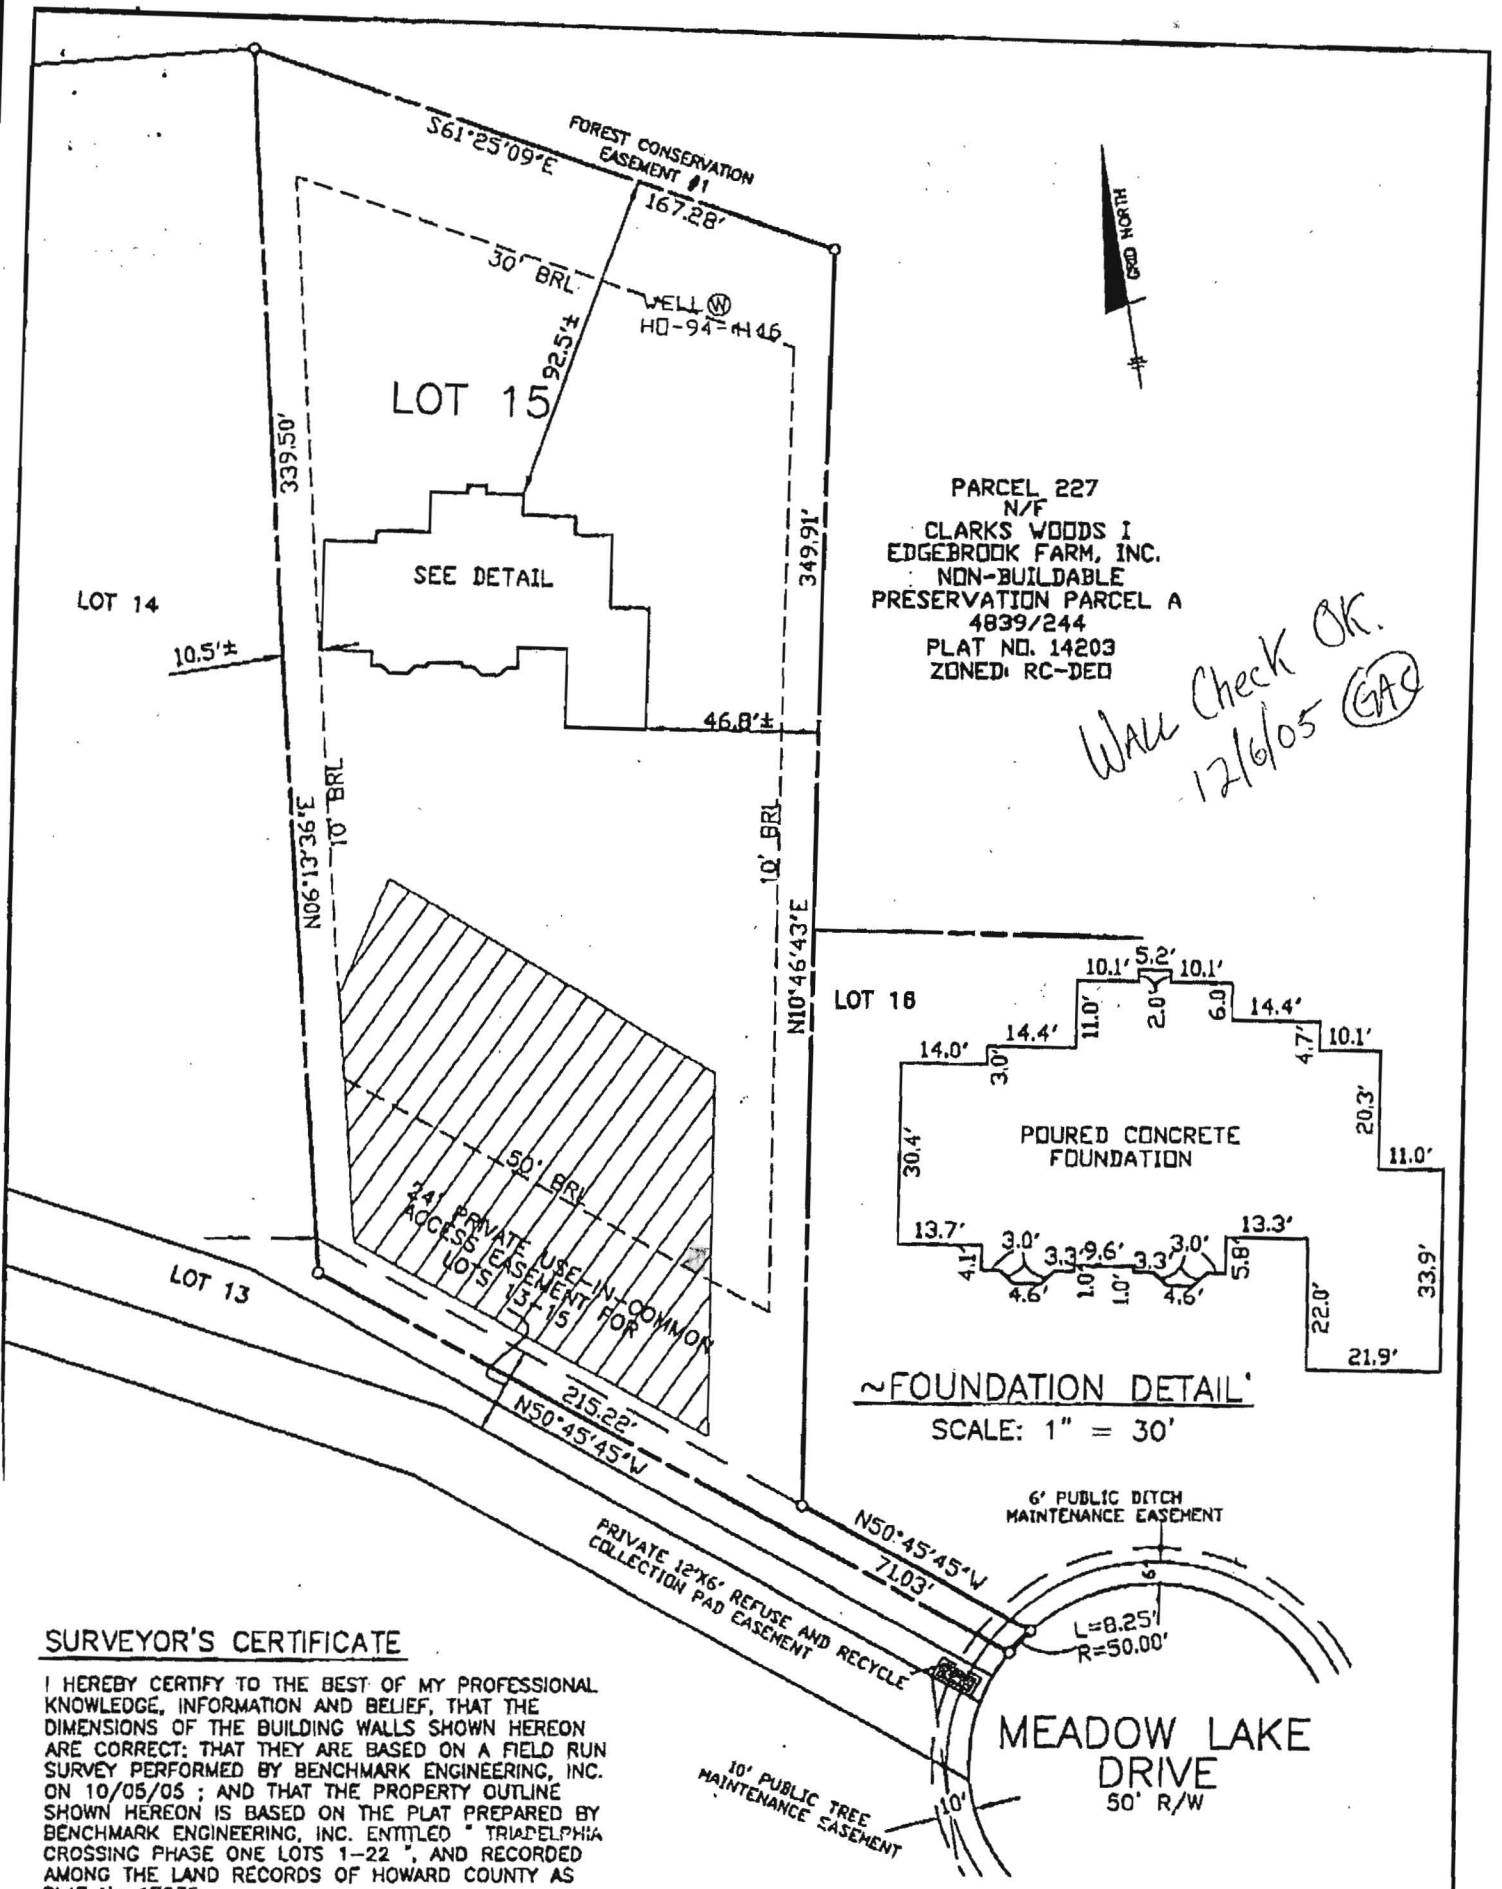 S61°25'09"E
FOREST CONSERVATION
EASEMENT #1
167.28'
GRID NORTH
30' BRL
WELL W
HO-94-
92.5'±
LOT 15
339.50'
349.91'
SEE DETAIL
PARCEL 227
N/F
CLARKS WOODS I
EDGEBROOK FARM, INC.
NON-BUILDABLE
PRESERVATION PARCEL A
4839/244
PLAT NO. 14203
ZONED: RC-DEO
LOT 14
10.5'±
46.8'±
WALL Check OK.
12/6/05 GAC
N06°13'36"E
10' BRL
10' BRL
N10°46'43"E
LOT 16
10.1' 5.2' 10.1'
11.0' 2.0' 6.0'
14.4'
14.4'
4.7' 10.1'
14.0'
3.0'
30.4'
20.3'
POURED CONCRETE
FOUNDATION
11.0'
13.7'
4.1'
3.0'
4.6'
3.3'
1.0'
9.6'
1.0'
3.3'
3.0'
4.6'
5.8'
13.3'
22.0'
33.9'
21.9'
~FOUNDATION DETAIL
SCALE: 1" = 30'
50' BRL
24' PRIVATE USE-IN-COMMON
ACCESS EASEMENT FOR
LOTS 13-15
LOT 13
215.22'
N50°45'45"W
N50°45'45"W
71.03'
6' PUBLIC DITCH
MAINTENANCE EASEMENT
6'
L=8.25'
R=50.00'
PRIVATE 12'X6' REFUSE AND RECYCLE
COLLECTION PAD EASEMENT
MEADOW LAKE
DRIVE
50' R/W
10' PUBLIC TREE
MAINTENANCE EASEMENT
10'
SURVEYOR'S CERTIFICATE
I HEREBY CERTIFY TO THE BEST OF MY PROFESSIONAL
KNOWLEDGE, INFORMATION AND BELIEF, THAT THE
DIMENSIONS OF THE BUILDING WALLS SHOWN HEREON
ARE CORRECT: THAT THEY ARE BASED ON A FIELD RUN
SURVEY PERFORMED BY BENCHMARK ENGINEERING, INC.
ON 10/05/05 ; AND THAT THE PROPERTY OUTLINE
SHOWN HEREON IS BASED ON THE PLAT PREPARED BY
BENCHMARK ENGINEERING, INC. ENTITLED " TRIADELPHIA
CROSSING PHASE ONE LOTS 1-22 ", AND RECORDED
AMONG THE LAND RECORDS OF HOWARD COUNTY AS